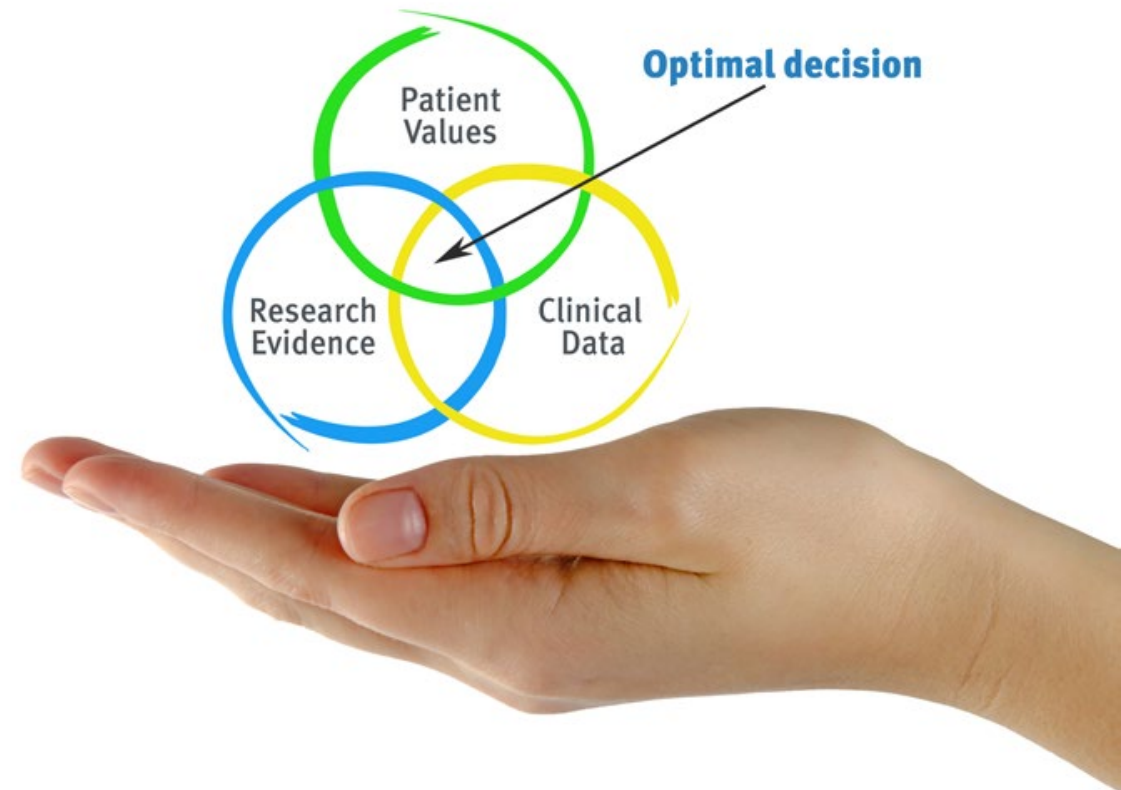 Optimal decision
Patient
Values
Research
Evidence
Clinical
Data